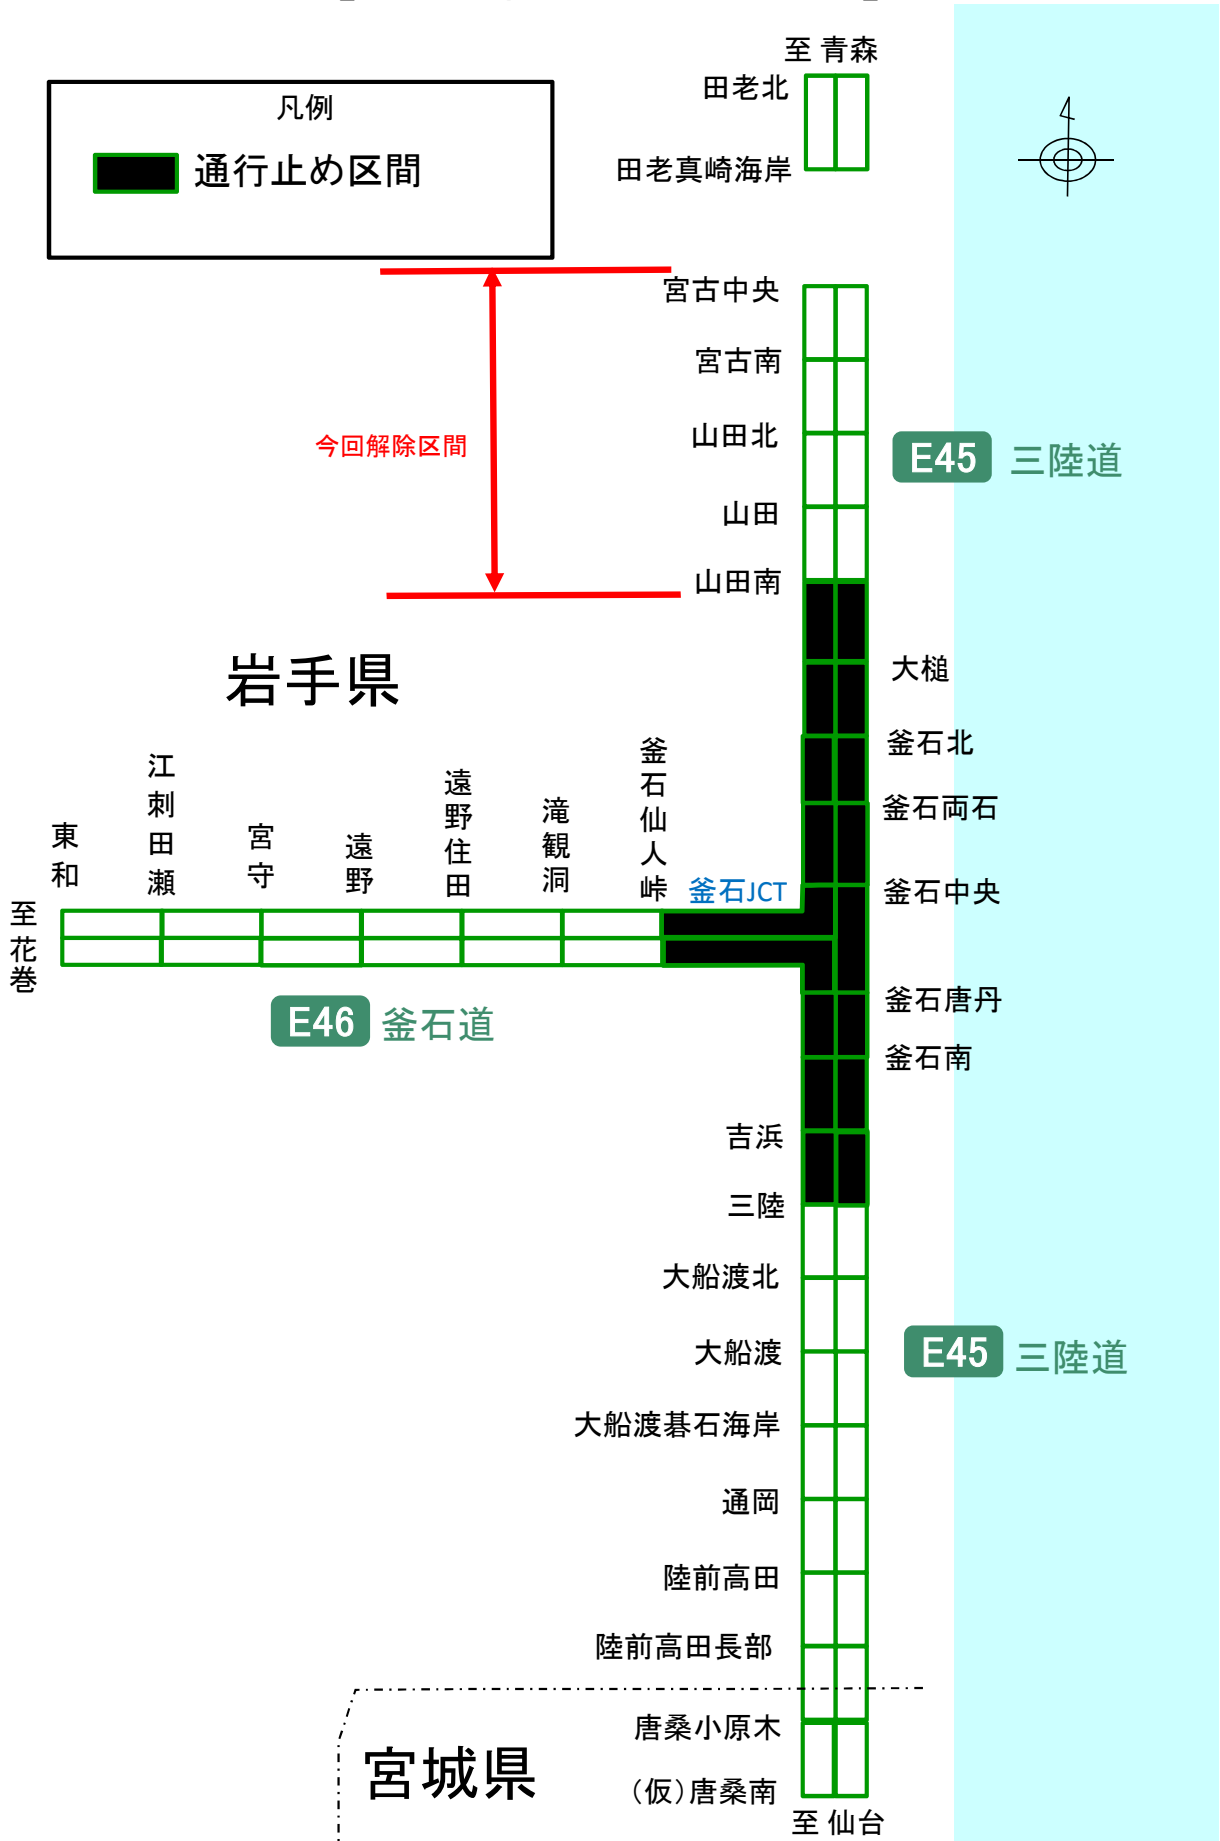 至 青森
田老北
田老真崎海岸
凡例
通行止め区間
宮古中央
宮古南
山田北
山田
山田南
今回解除区間
E45 三陸道
岩手県
大槌
釜石北
釜石両石
釜石中央
釜石唐丹
釜石南
東和
江刺田瀬
宮守
遠野
遠野住田
滝観洞
釜石仙人峠
釜石JCT
至花巻
E46 釜石道
吉浜
三陸
大船渡北
大船渡
大船渡碁石海岸
通岡
陸前高田
陸前高田長部
E45 三陸道
唐桑小原木
宮城県
（仮）唐桑南
至 仙台